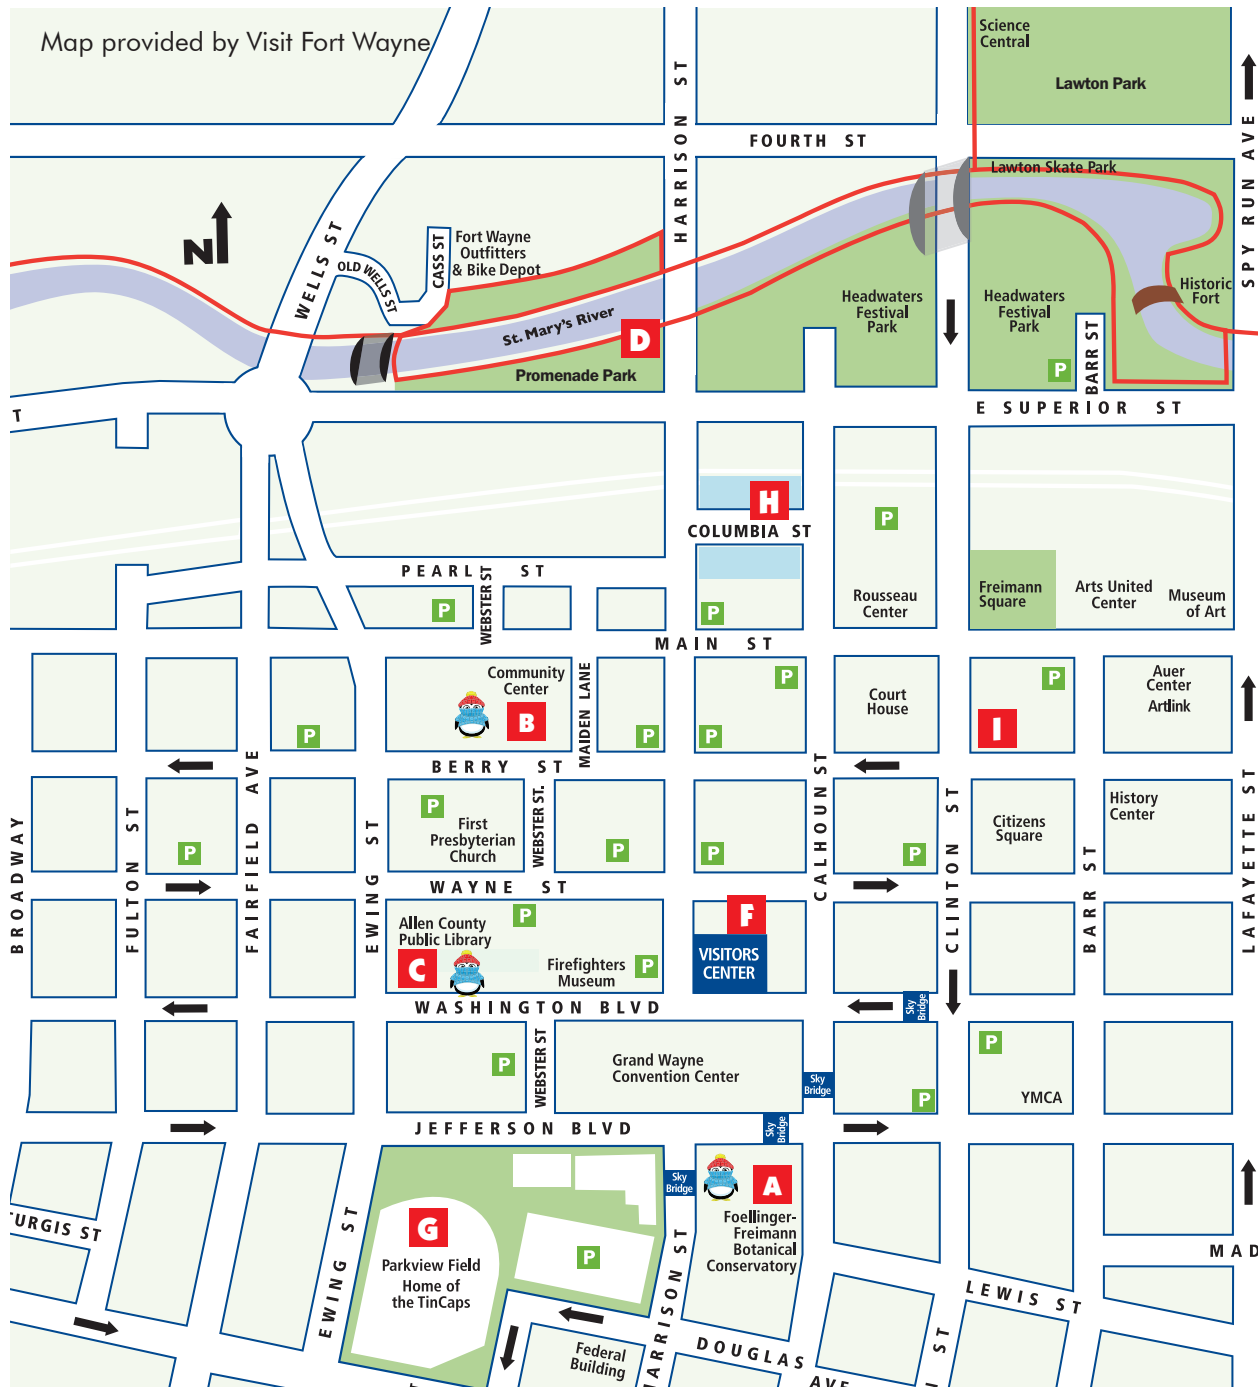 Map provided by Visit Fort Wayne
Science
Central
Lawton Park
HARRISON ST
FOURTH ST
SPY RUN AVE
Lawton Skate Park
N
WELLS ST
OLD WELLS ST
CASS ST
Fort Wayne
Outfitters
& Bike Depot
Historic
Fort
Headwaters
Festival
Park
Headwaters
Festival
Park
St. Mary's River
D
Promenade Park
P
BARR ST
T
E SUPERIOR ST
H
COLUMBIA ST
P
PEARL ST
WEBSTER ST
P
P
Rousseau
Center
Freimann
Square
Arts United
Center
Museum
of Art
MAIN ST
Community
Center
B
MAIDEN LANE
P
P
P
P
Court
House
P
I
Auer
Center
Artlink
BERRY ST
BROADWAY
FULTON ST
FAIRFIELD AVE
EWING ST
P
P
First
Presbyterian
Church
WEBSTER ST.
P
P
CALHOUN ST
P
CLINTON ST
Citizens
Square
BARR ST
History
Center
LAFAYETTE ST
WAYNE ST
Allen County
Public Library
C
P
Firefighters
Museum
P
F
VISITORS
CENTER
WASHINGTON BLVD
Sky
Bridge
P
WEBSTER ST
Grand Wayne
Convention Center
Sky
Bridge
P
P
YMCA
JEFFERSON BLVD
Sky
Bridge
Sky
Bridge
A
Foellinger-
Freimann
Botanical
Conservatory
URGIS ST
EWING ST
G
Parkview Field
Home of
the TinCaps
P
HARRISON ST
MAD
LEWIS ST
Federal
Building
DOUGLAS
AVE
ST